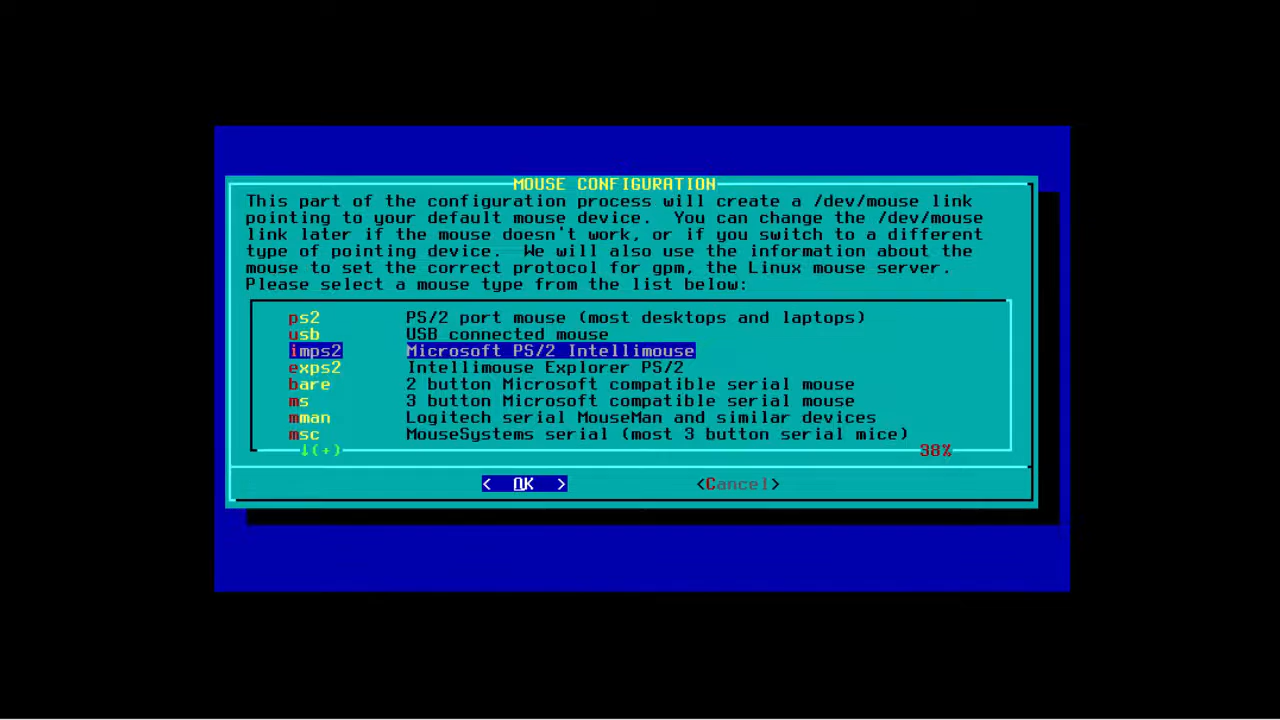 MOUSE CONFIGURATION
This part of the configuration process will create a /dev/mouse link
pointing to your default mouse device.  You can change the /dev/mouse
link later if the mouse doesn't work, or if you switch to a different
type of pointing device.  We will also use the information about the
mouse to set the correct protocol for gpm, the Linux mouse server.
Please select a mouse type from the list below:
ps2 PS/2 port mouse (most desktops and laptops)
usb USB connected mouse
imps2 Microsoft PS/2 Intellimouse
exps2 Intellimouse Explorer PS/2
bare 2 button Microsoft compatible serial mouse
ms 3 button Microsoft compatible serial mouse
mman Logitech serial MouseMan and similar devices
msc MouseSystems serial (most 3 button serial mice)
↓(+) 38%
< OK > <Cancel>